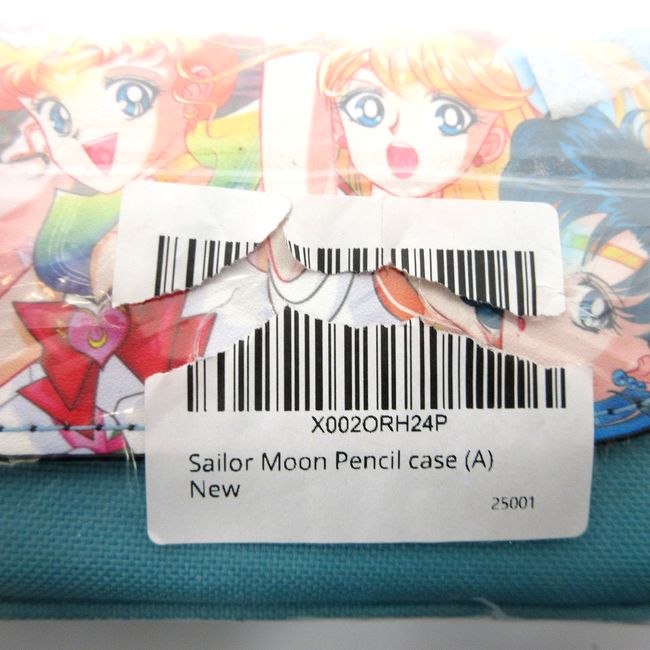 X002ORH24P
Sailor Moon Pencil case (A)
New
25001